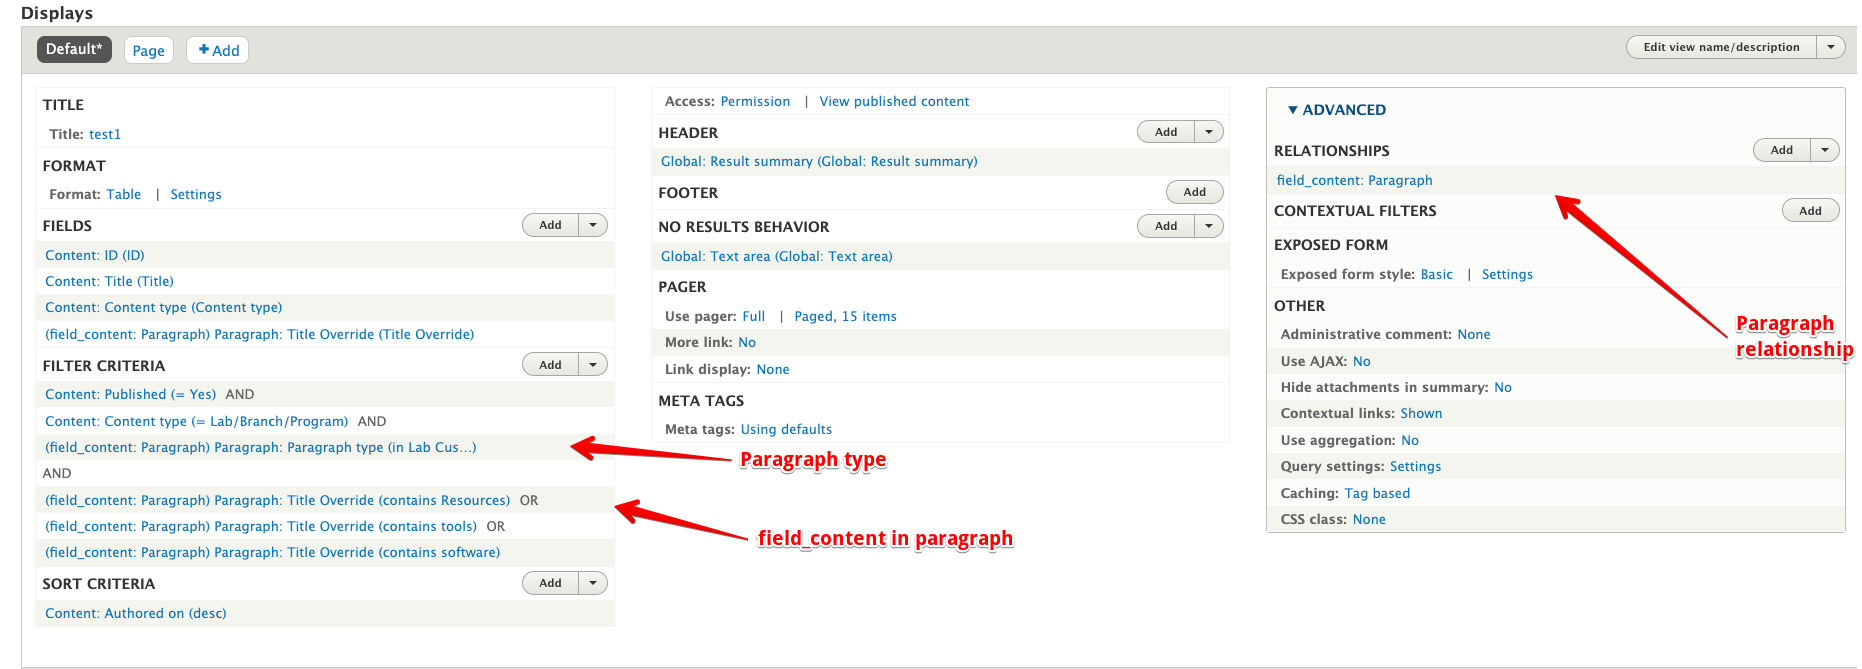 Displays
Default*
Page
+ Add
Edit view name/description
TITLE
Title: test1
FORMAT
Format: Table | Settings
FIELDS
Add
Content: ID (ID)
Content: Title (Title)
Content: Content type (Content type)
(field_content: Paragraph) Paragraph: Title Override (Title Override)
FILTER CRITERIA
Add
Content: Published (= Yes) AND
Content: Content type (= Lab/Branch/Program) AND
(field_content: Paragraph) Paragraph: Paragraph type (in Lab Cus...)
AND
(field_content: Paragraph) Paragraph: Title Override (contains Resources) OR
(field_content: Paragraph) Paragraph: Title Override (contains tools) OR
(field_content: Paragraph) Paragraph: Title Override (contains software)
SORT CRITERIA
Add
Content: Authored on (desc)
Access: Permission | View published content
HEADER
Add
Global: Result summary (Global: Result summary)
FOOTER
Add
NO RESULTS BEHAVIOR
Add
Global: Text area (Global: Text area)
PAGER
Use pager: Full | Paged, 15 items
More link: No
Link display: None
META TAGS
Meta tags: Using defaults
Paragraph type
field_content in paragraph
ADVANCED
RELATIONSHIPS
Add
field_content: Paragraph
CONTEXTUAL FILTERS
Add
EXPOSED FORM
Exposed form style: Basic | Settings
OTHER
Administrative comment: None
Use AJAX: No
Hide attachments in summary: No
Contextual links: Shown
Use aggregation: No
Query settings: Settings
Caching: Tag based
CSS class: None
Paragraph
relationship